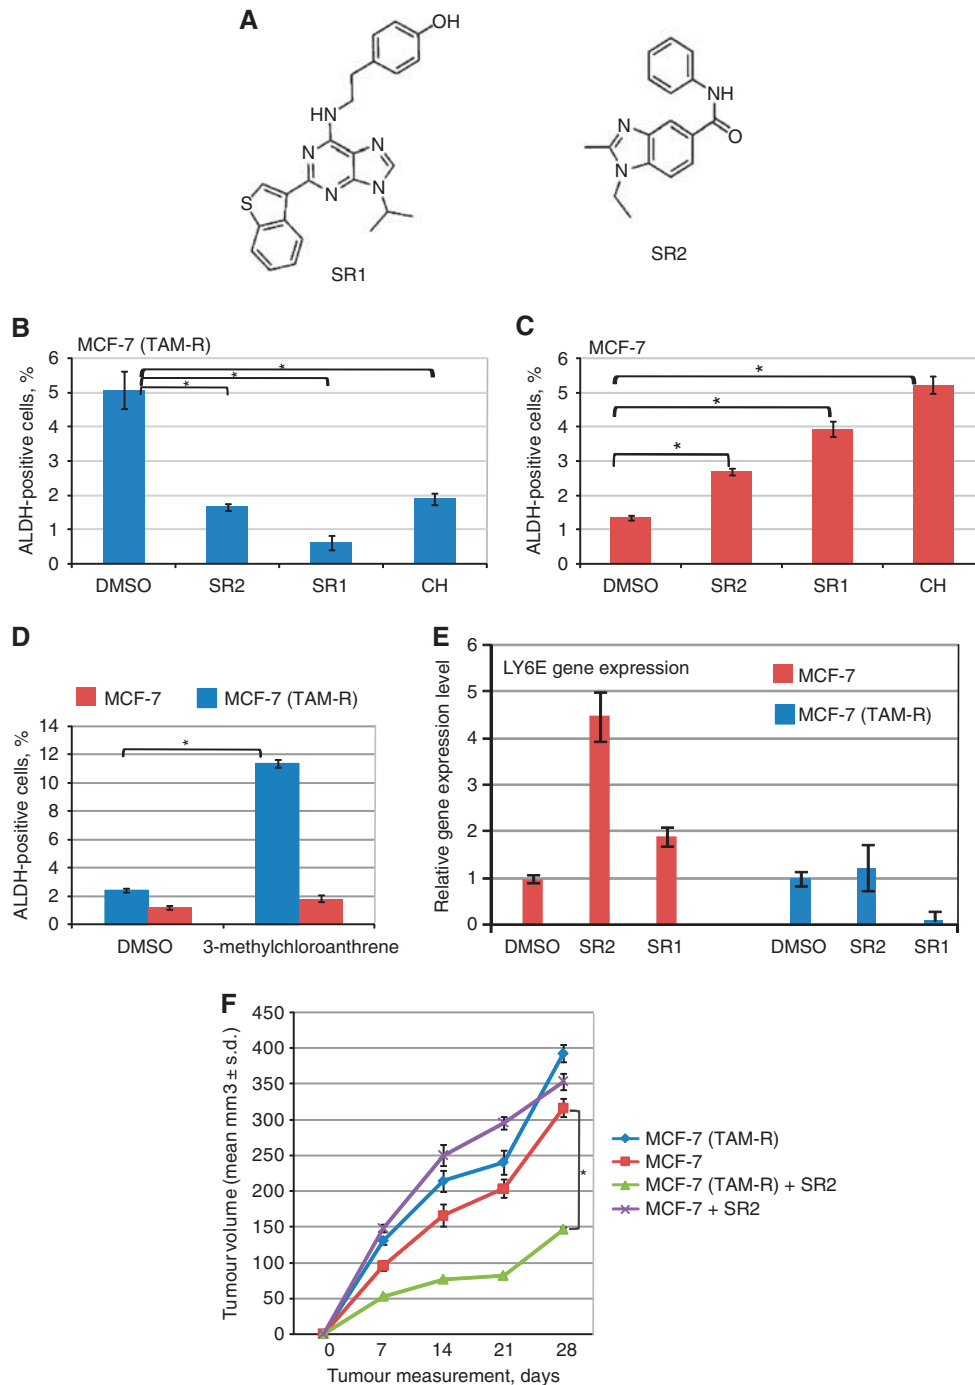 A
OH
HN
N
N
N
N
S
SR1
NH
O
N
N
SR2
B
MCF-7 (TAM-R)
ALDH-positive cells, %
6
5
4
3
2
1
0
* * *
DMSO SR2 SR1 CH
C
MCF-7
ALDH-positive cells, %
6
5
4
3
2
1
0
* * *
DMSO SR2 SR1 CH
D
MCF-7 MCF-7 (TAM-R)
ALDH-positive cells, %
14
12
10
8
6
4
2
0
*
DMSO 3-methylchloroanthrene
E
LY6E gene expression
MCF-7
MCF-7 (TAM-R)
Relative gene expression level
6
5
4
3
2
1
0
DMSO SR2 SR1 DMSO SR2 SR1
F
Tumour volume (mean mm3 ± s.d.)
450
400
350
300
250
200
150
100
50
0
0 7 14 21 28
Tumour measurement, days
*
MCF-7 (TAM-R)
MCF-7
MCF-7 (TAM-R) + SR2
MCF-7 + SR2